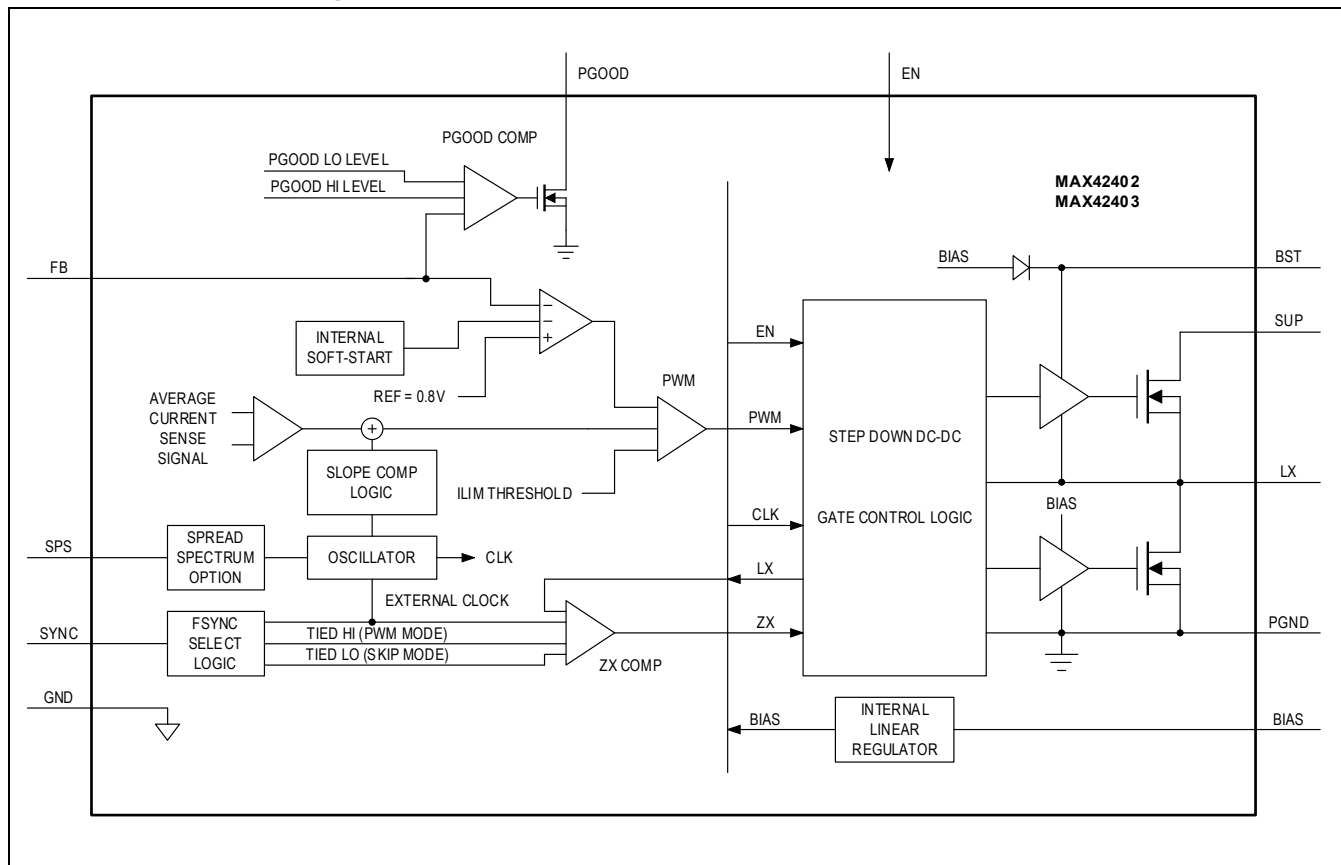 PGOOD
EN
PGOOD COMP
PGOOD LO LEVEL
PGOOD HI LEVEL
MAX42402
MAX42403
FB
BIAS
BST
INTERNAL
SOFT-START
−
−
+
SUP
EN
REF = 0.8V
PWM
AVERAGE
CURRENT
SENSE
SIGNAL
+
PWM
STEP DOWN DC-DC
GATE CONTROL LOGIC
SLOPE COMP
LOGIC
ILIM THRESHOLD
LX
BIAS
CLK
SPS
SPREAD
SPECTRUM
OPTION
OSCILLATOR
CLK
LX
EXTERNAL CLOCK
SYNC
FSYNC
SELECT
LOGIC
TIED HI (PWM MODE)
TIED LO (SKIP MODE)
ZX COMP
ZX
PGND
GND
BIAS
INTERNAL
LINEAR
REGULATOR
BIAS